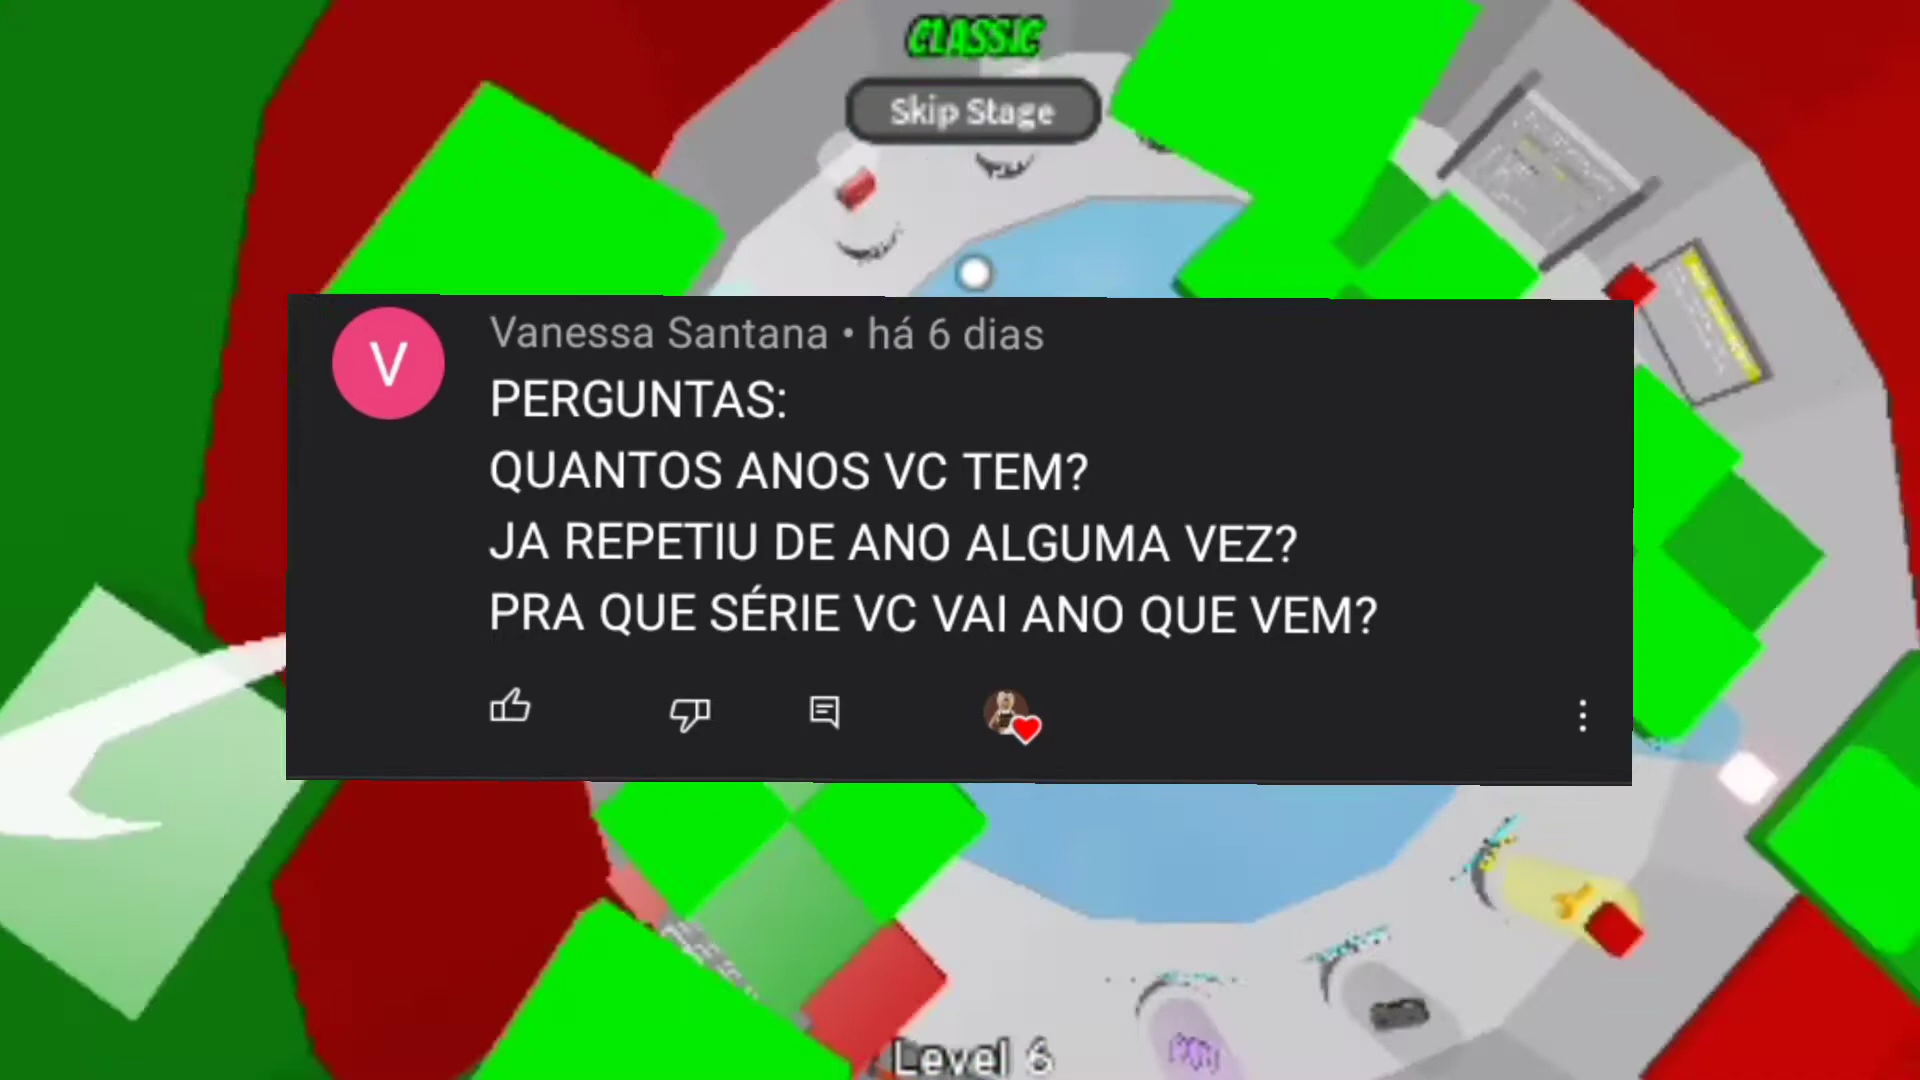 CLASSIC
Skip Stage
V
Vanessa Santana • há 6 dias
PERGUNTAS:
QUANTOS ANOS VC TEM?
JA REPETIU DE ANO ALGUMA VEZ?
PRA QUE SÉRIE VC VAI ANO QUE VEM?
Level 6